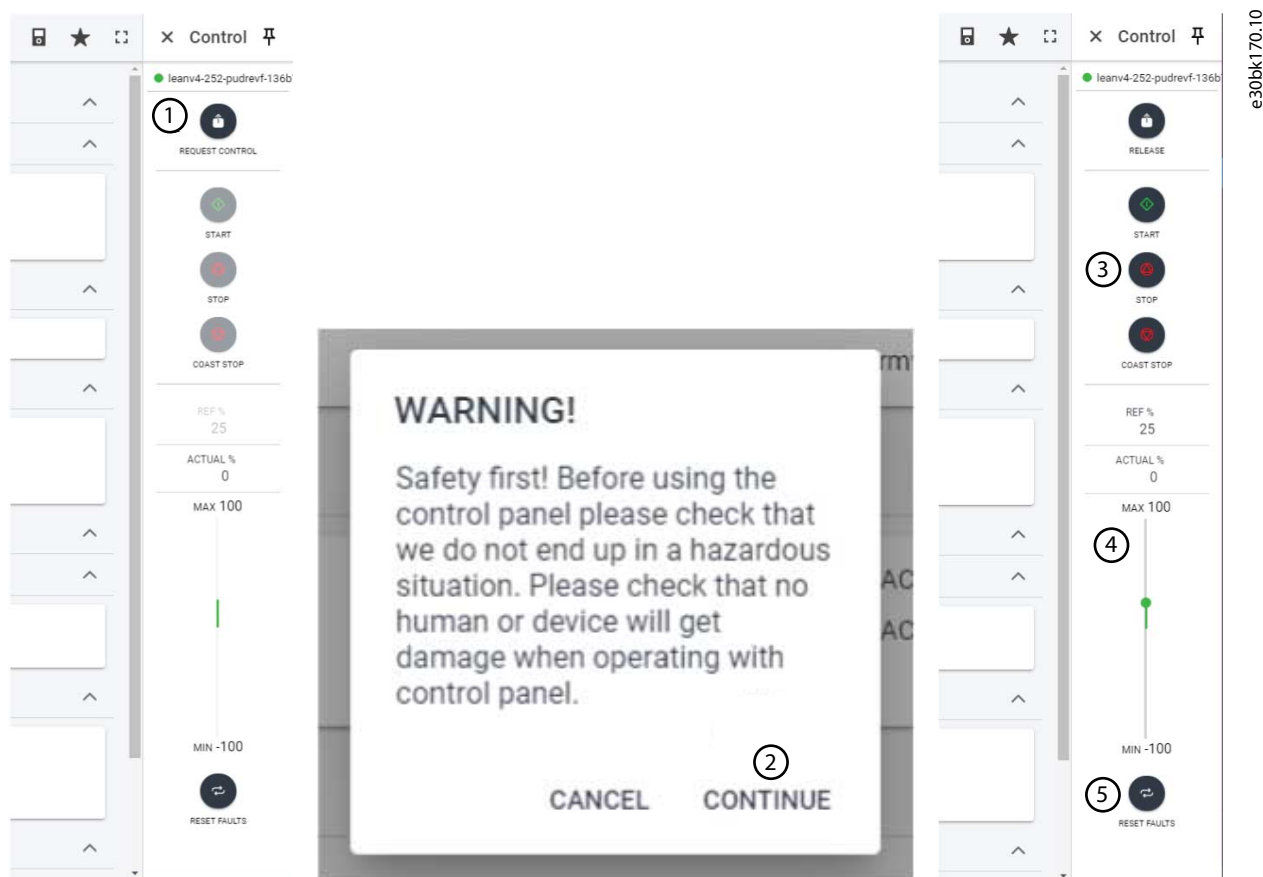 × Control
leanv4-252-pudrevf-136b
1
REQUEST CONTROL
START
STOP
COAST STOP
REF %
25
ACTUAL %
0
MAX 100
MIN -100
RESET FAULTS
WARNING!
Safety first! Before using the
control panel please check that
we do not end up in a hazardous
situation. Please check that no
human or device will get
damage when operating with
control panel.
2
CANCEL CONTINUE
rm
AC
AC
× Control
leanv4-252-pudrevf-136b
RELEASE
START
3
STOP
COAST STOP
REF %
25
ACTUAL %
0
MAX 100
4
MIN -100
5
RESET FAULTS
e30bk170.10